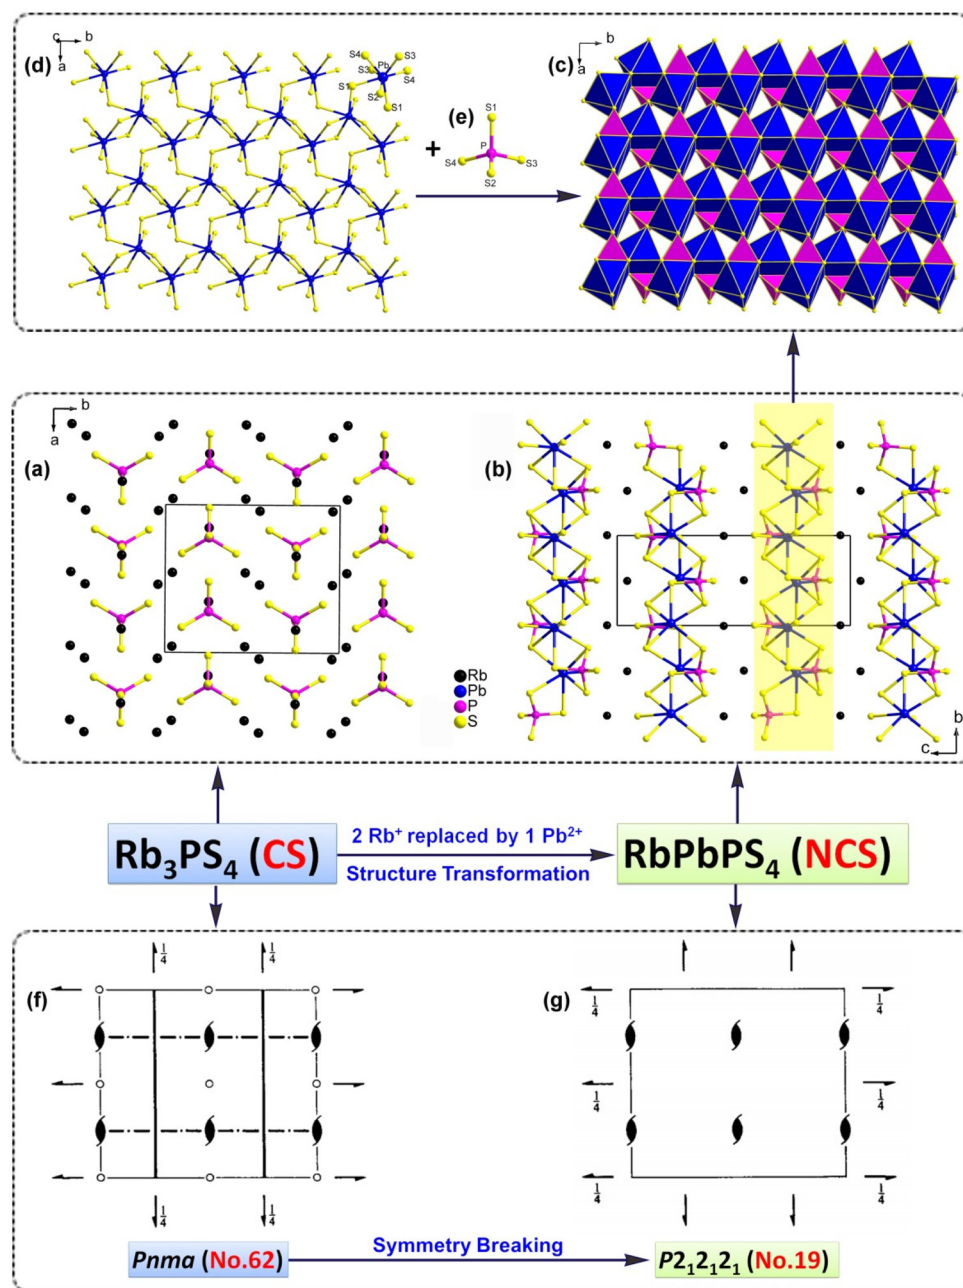 (d)
c b
a
S4
S3
Pb
S3
S4
S1
S2
S1
(e)
+
S1
P
S4
S3
S2
(c)
b
a
(a)
b
a
Rb
Pb
P
S
(b)
b
c
Rb₃PS₄ (CS)
2 Rb⁺ replaced by 1 Pb²⁺
Structure Transformation
RbPbPS₄ (NCS)
(f)
1/4
1/4
1/4
1/4
Pnma (No.62)
Symmetry Breaking
(g)
1/4
1/4
1/4
1/4
1/4
1/4
P2₁2₁2₁ (No.19)